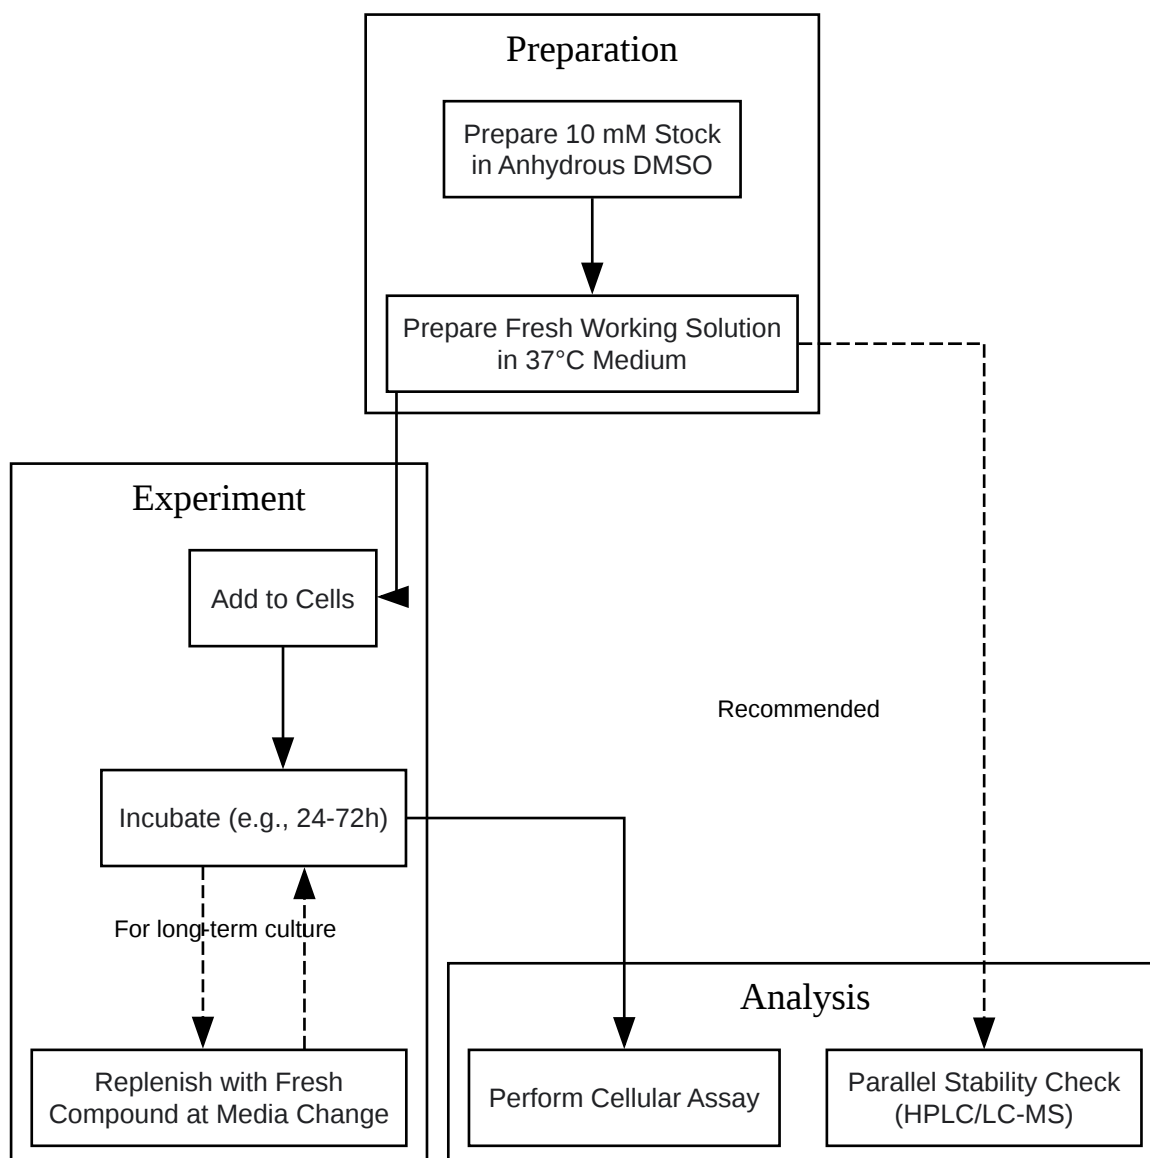 Preparation
Prepare 10 mM Stock
in Anhydrous DMSO
Prepare Fresh Working Solution
in 37°C Medium
Experiment
Add to Cells
Recommended
Incubate (e.g., 24-72h)
For long-term culture
Analysis
Replenish with Fresh
Compound at Media Change
Perform Cellular Assay
Parallel Stability Check
(HPLC/LC-MS)